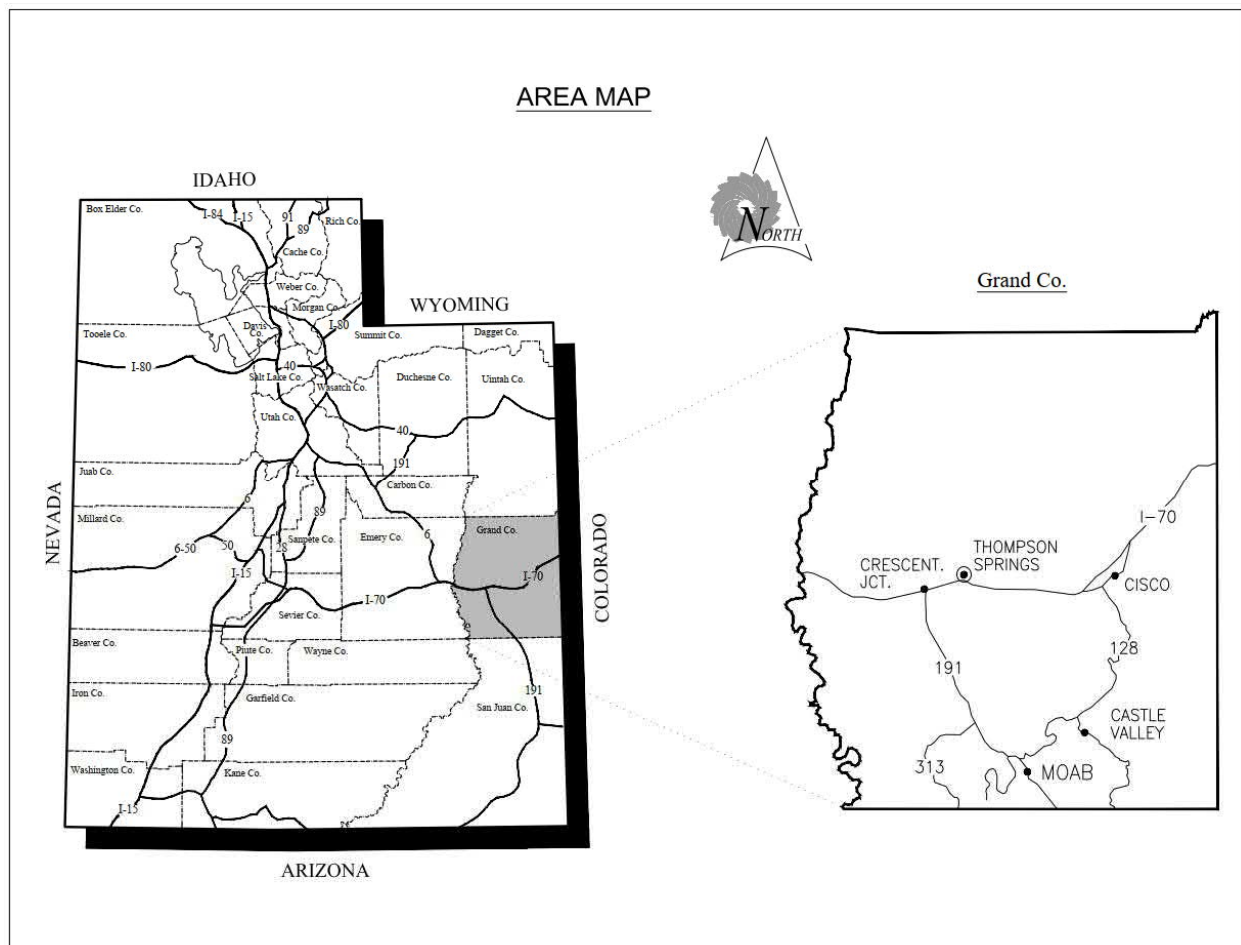 AREA MAP
IDAHO
Box Elder Co.
I-84
I-15
91
89
Rich Co.
Cache Co.
Weber Co.
Morgan Co.
WYOMING
Tooele Co.
Davis
Co.
I-80
Summit Co.
Dagget Co.
I-80
40
Salt Lake Co.
Wasatch Co.
Duchesne Co.
Uintah Co.
Utah Co.
40
191
Juab Co.
Carbon Co.
6
89
Millard Co.
NEVADA
6-50
50
28
Sanpete Co.
Emery Co.
6
Grand Co.
COLORADO
I-15
I-70
I-70
Sevier Co.
Beaver Co.
Piute Co.
Wayne Co.
Iron Co.
Garfield Co.
191
San Juan Co.
89
Washington Co.
Kane Co.
I-15
ARIZONA
NORTH
Grand Co.
I-70
THOMPSON
SPRINGS
CRESCENT.
JCT.
CISCO
128
191
CASTLE
VALLEY
313
MOAB